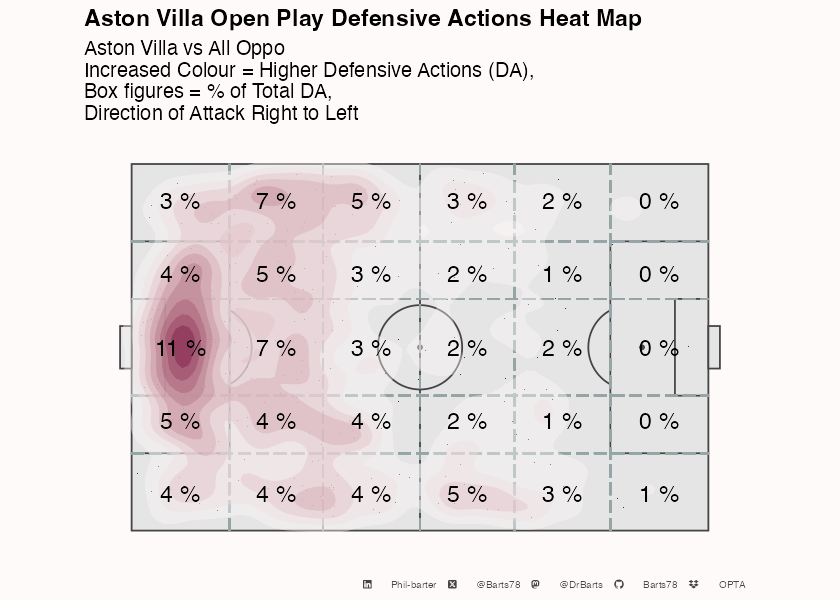 Aston Villa Open Play Defensive Actions Heat Map
Aston Villa vs All Oppo
Increased Colour = Higher Defensive Actions (DA),
Box figures = % of Total DA,
Direction of Attack Right to Left
3 % 7 % 5 % 3 % 2 % 0 %
4 % 5 % 3 % 2 % 1 % 0 %
11 % 7 % 3 % 2 % 2 % 0 %
5 % 4 % 4 % 2 % 1 % 0 %
4 % 4 % 4 % 5 % 3 % 1 %
Phil-barter @Barts78 @DrBarts Barts78 OPTA